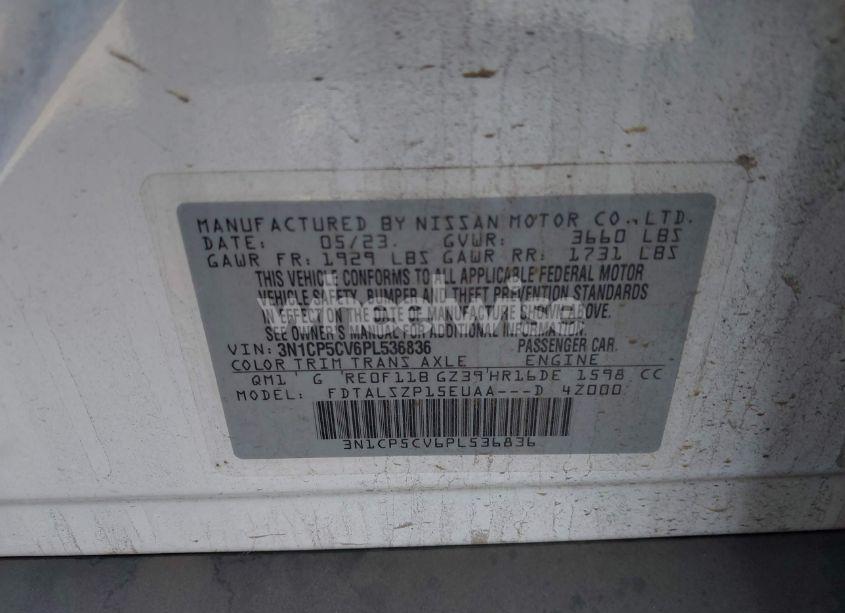 MANUFACTURED BY NISSAN MOTOR CO., LTD.
DATE: 05/23. GVWR: 3660 LBS
GAWR FR: 1929 LBS GAWR RR: 1731 LBS
THIS VEHICLE CONFORMS TO ALL APPLICABLE FEDERAL MOTOR
VEHICLE SAFETY, BUMPER AND THEFT PREVENTION STANDARDS
IN EFFECT ON THE DATE OF MANUFACTURE SHOWN ABOVE.
SEE OWNER'S MANUAL FOR ADDITIONAL INFORMATION.
VIN: 3N1CP5CV6PL536836 PASSENGER CAR.
COLOR TRIM TRANS AXLE ENGINE
QM1 G RE0F11B GZ39 HR16DE 1598 CC
MODEL: FDTALSZP15EUAA---D 4Z000
3N1CP5CV6PL536836